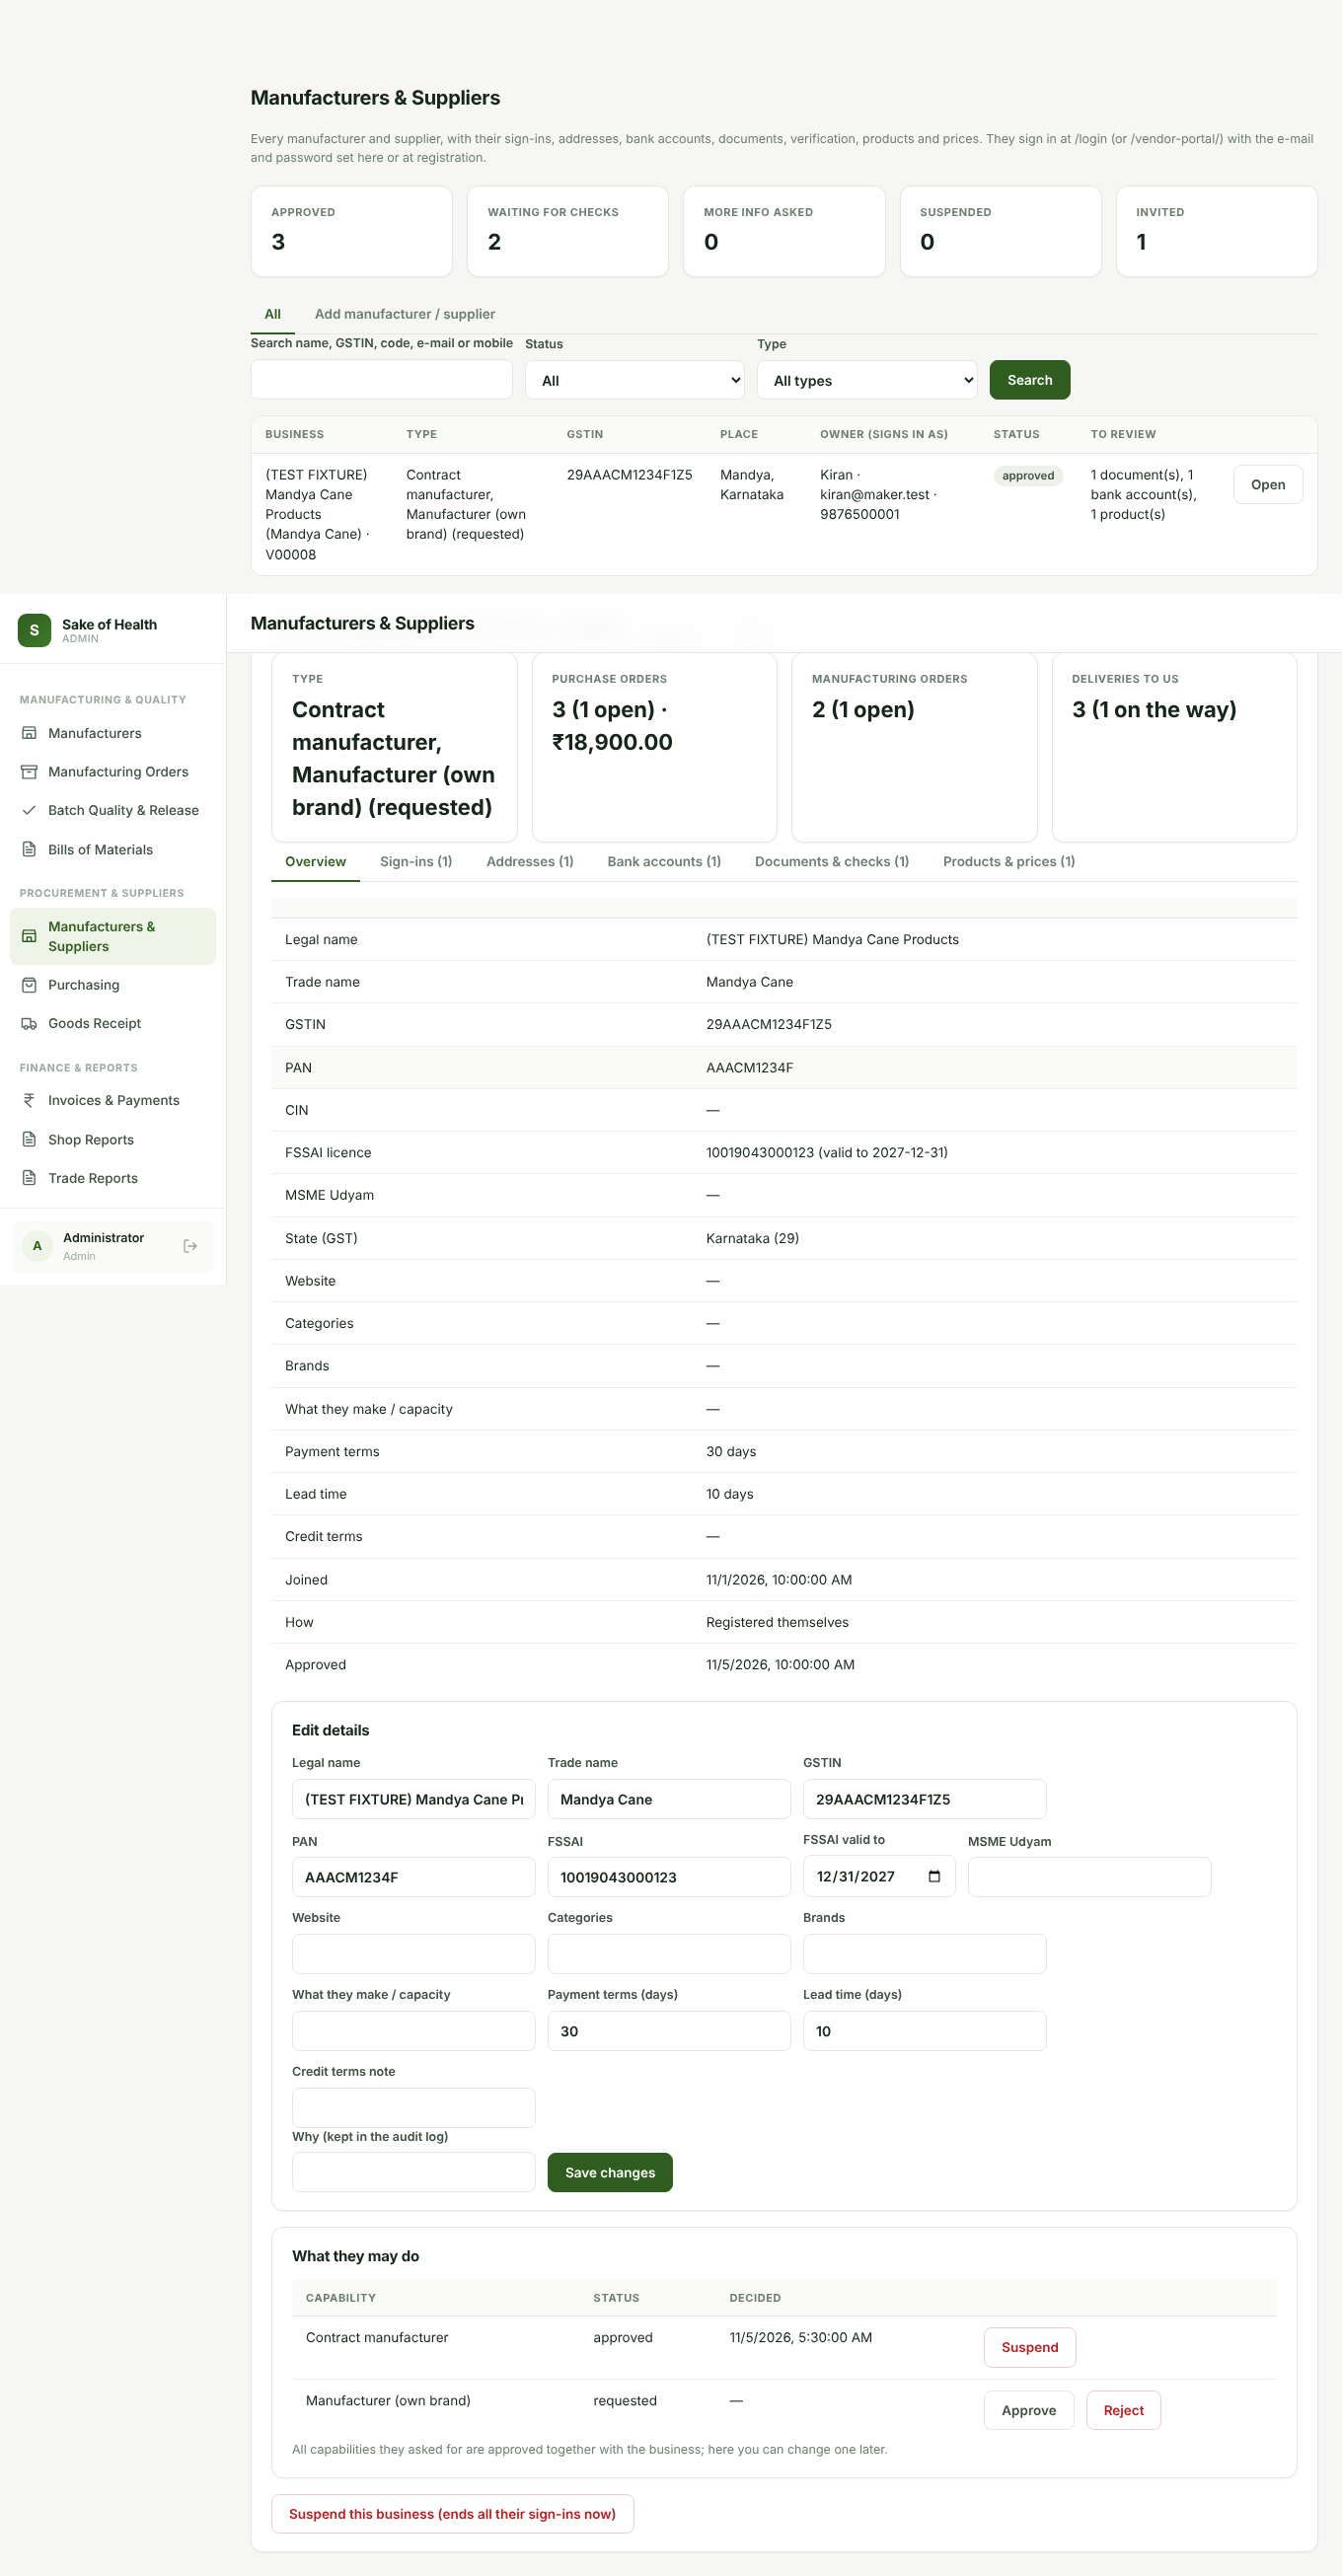 Manufacturers & Suppliers
Every manufacturer and supplier, with their sign-ins, addresses, bank accounts, documents, verification, products and prices. They sign in at /login (or /vendor-portal/) with the e-mail
and password set here or at registration.
APPROVED
3
WAITING FOR CHECKS
2
MORE INFO ASKED
0
SUSPENDED
0
INVITED
1
All
Add manufacturer / supplier
Search name, GSTIN, code, e-mail or mobile
Status
All
Type
All types
Search
BUSINESS TYPE GSTIN PLACE OWNER (SIGNS IN AS) STATUS TO REVIEW
(TEST FIXTURE)
Mandya Cane
Products
(Mandya Cane) ·
V00008
Contract
manufacturer,
Manufacturer (own
brand) (requested)
29AAACM1234F1Z5
Mandya,
Karnataka
Kiran ·
kiran@maker.test ·
9876500001
approved
1 document(s), 1
bank account(s),
1 product(s)
Open
S
Sake of Health
ADMIN
MANUFACTURING & QUALITY
Manufacturers
Manufacturing Orders
Batch Quality & Release
Bills of Materials
PROCUREMENT & SUPPLIERS
Manufacturers &
Suppliers
Purchasing
Goods Receipt
FINANCE & REPORTS
Invoices & Payments
Shop Reports
Trade Reports
A
Administrator
Admin
Manufacturers & Suppliers
TYPE
Contract
manufacturer,
Manufacturer (own
brand) (requested)
PURCHASE ORDERS
3 (1 open) ·
₹18,900.00
MANUFACTURING ORDERS
2 (1 open)
DELIVERIES TO US
3 (1 on the way)
Overview Sign-ins (1) Addresses (1) Bank accounts (1) Documents & checks (1) Products & prices (1)
Legal name (TEST FIXTURE) Mandya Cane Products
Trade name Mandya Cane
GSTIN 29AAACM1234F1Z5
PAN AAACM1234F
CIN —
FSSAI licence 10019043000123 (valid to 2027-12-31)
MSME Udyam —
State (GST) Karnataka (29)
Website —
Categories —
Brands —
What they make / capacity —
Payment terms 30 days
Lead time 10 days
Credit terms —
Joined 11/1/2026, 10:00:00 AM
How Registered themselves
Approved 11/5/2026, 10:00:00 AM
Edit details
Legal name Trade name GSTIN
(TEST FIXTURE) Mandya Cane Pr Mandya Cane 29AAACM1234F1Z5
PAN FSSAI FSSAI valid to MSME Udyam
AAACM1234F 10019043000123 12/31/2027
Website Categories Brands
What they make / capacity Payment terms (days) Lead time (days)
30 10
Credit terms note
Why (kept in the audit log)
Save changes
What they may do
CAPABILITY STATUS DECIDED
Contract manufacturer approved 11/5/2026, 5:30:00 AM Suspend
Manufacturer (own brand) requested — Approve Reject
All capabilities they asked for are approved together with the business; here you can change one later.
Suspend this business (ends all their sign-ins now)